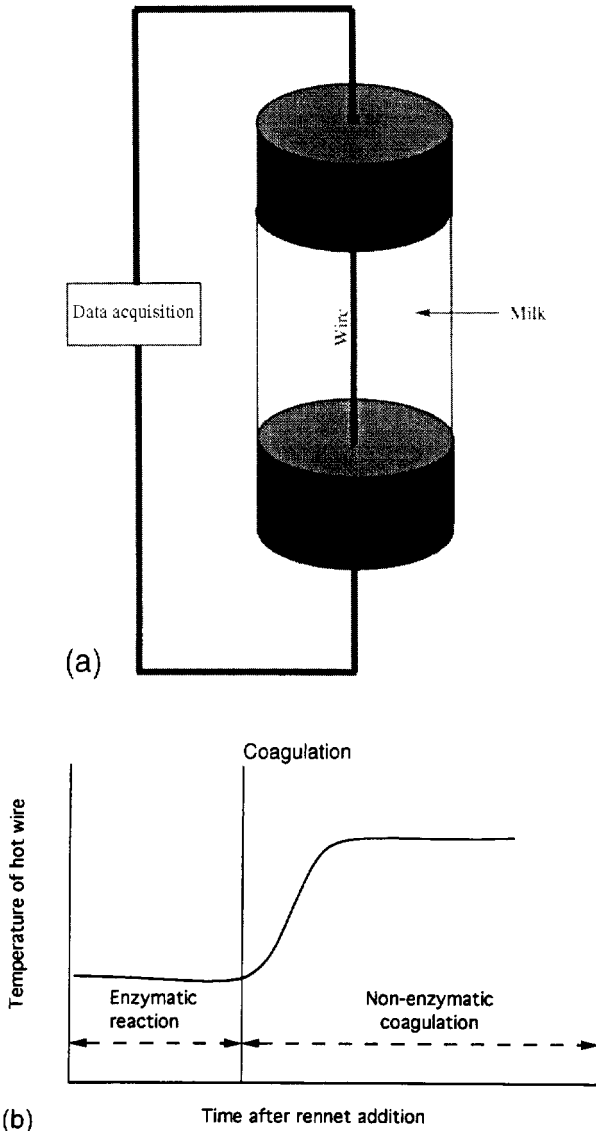 Data acquisition
Wire
Milk
(a)
Coagulation
Temperature of hot wire
Enzymatic
reaction
Non-enzymatic
coagulation
(b)
Time after rennet addition